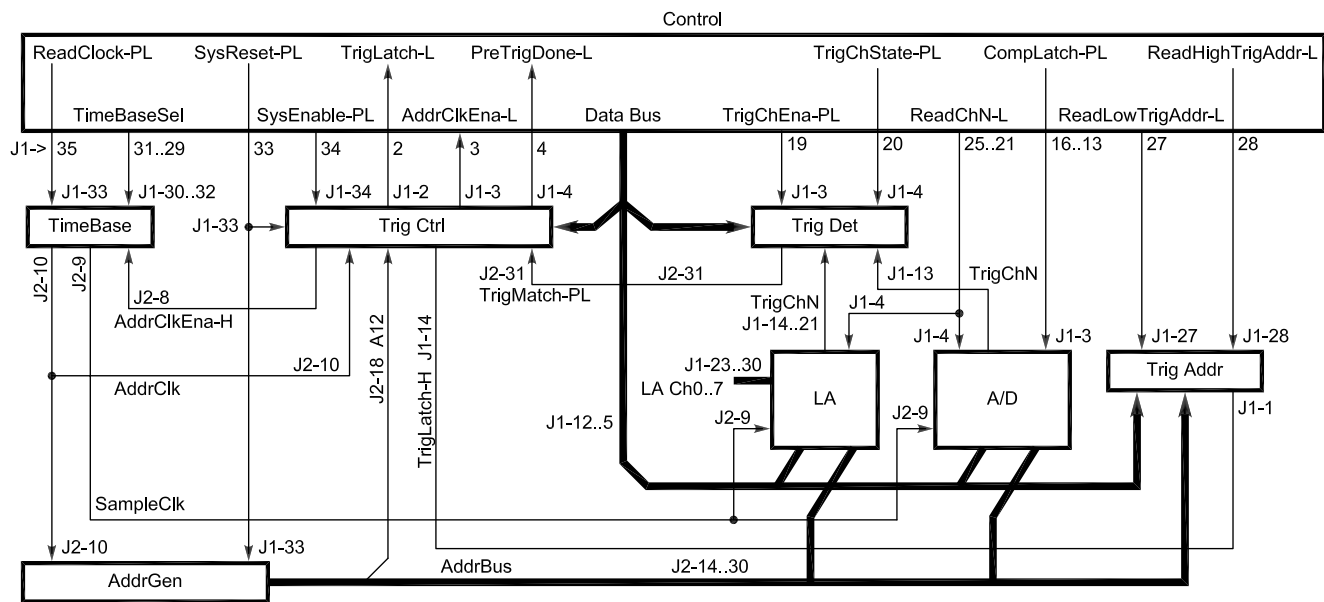 Control
ReadClock-PL
SysReset-PL
TrigLatch-L
PreTrigDone-L
TrigChState-PL
CompLatch-PL
ReadHighTrigAddr-L
TimeBaseSel
SysEnable-PL
AddrClkEna-L
Data Bus
TrigChEna-PL
ReadChN-L
ReadLowTrigAddr-L
J1->
35
31..29
33
34
2
3
4
19
20
25..21
16..13
27
28
J1-33
J1-30..32
J1-34
J1-2
J1-3
J1-4
J1-3
J1-4
TimeBase
J1-33
Trig Ctrl
Trig Det
J2-10
J2-9
J2-8
AddrClkEna-H
J2-31
TrigMatch-PL
J2-31
TrigChN
J1-14..21
J1-13
TrigChN
J1-4
J1-4
J1-3
J1-27
J1-28
J2-10
AddrClk
J2-18 A12
TrigLatch-H J1-14
J1-23..30
LA Ch0..7
LA
A/D
Trig Addr
J1-12..5
J2-9
J2-9
J1-1
SampleClk
J2-10
J1-33
AddrGen
AddrBus
J2-14..30